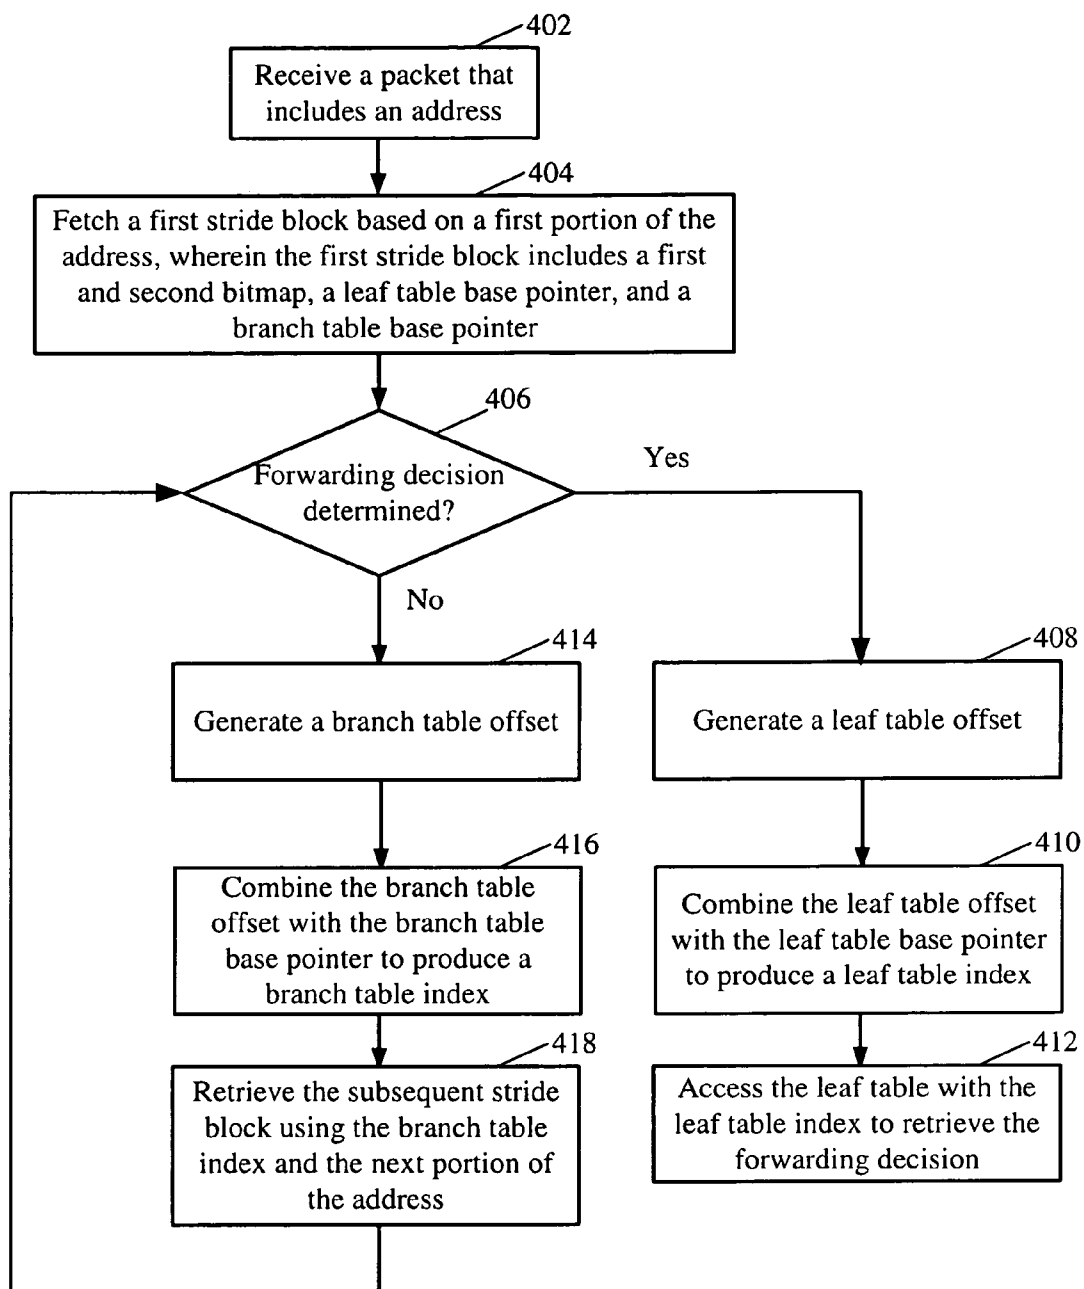 402
Receive a packet that
includes an address
404
Fetch a first stride block based on a first portion of the
address, wherein the first stride block includes a first
and second bitmap, a leaf table base pointer, and a
branch table base pointer
406
Forwarding decision
determined?
Yes
No
414
Generate a branch table offset
408
Generate a leaf table offset
416
Combine the branch table
offset with the branch table
base pointer to produce a
branch table index
410
Combine the leaf table offset
with the leaf table base pointer
to produce a leaf table index
418
Retrieve the subsequent stride
block using the branch table
index and the next portion of
the address
412
Access the leaf table with the
leaf table index to retrieve the
forwarding decision